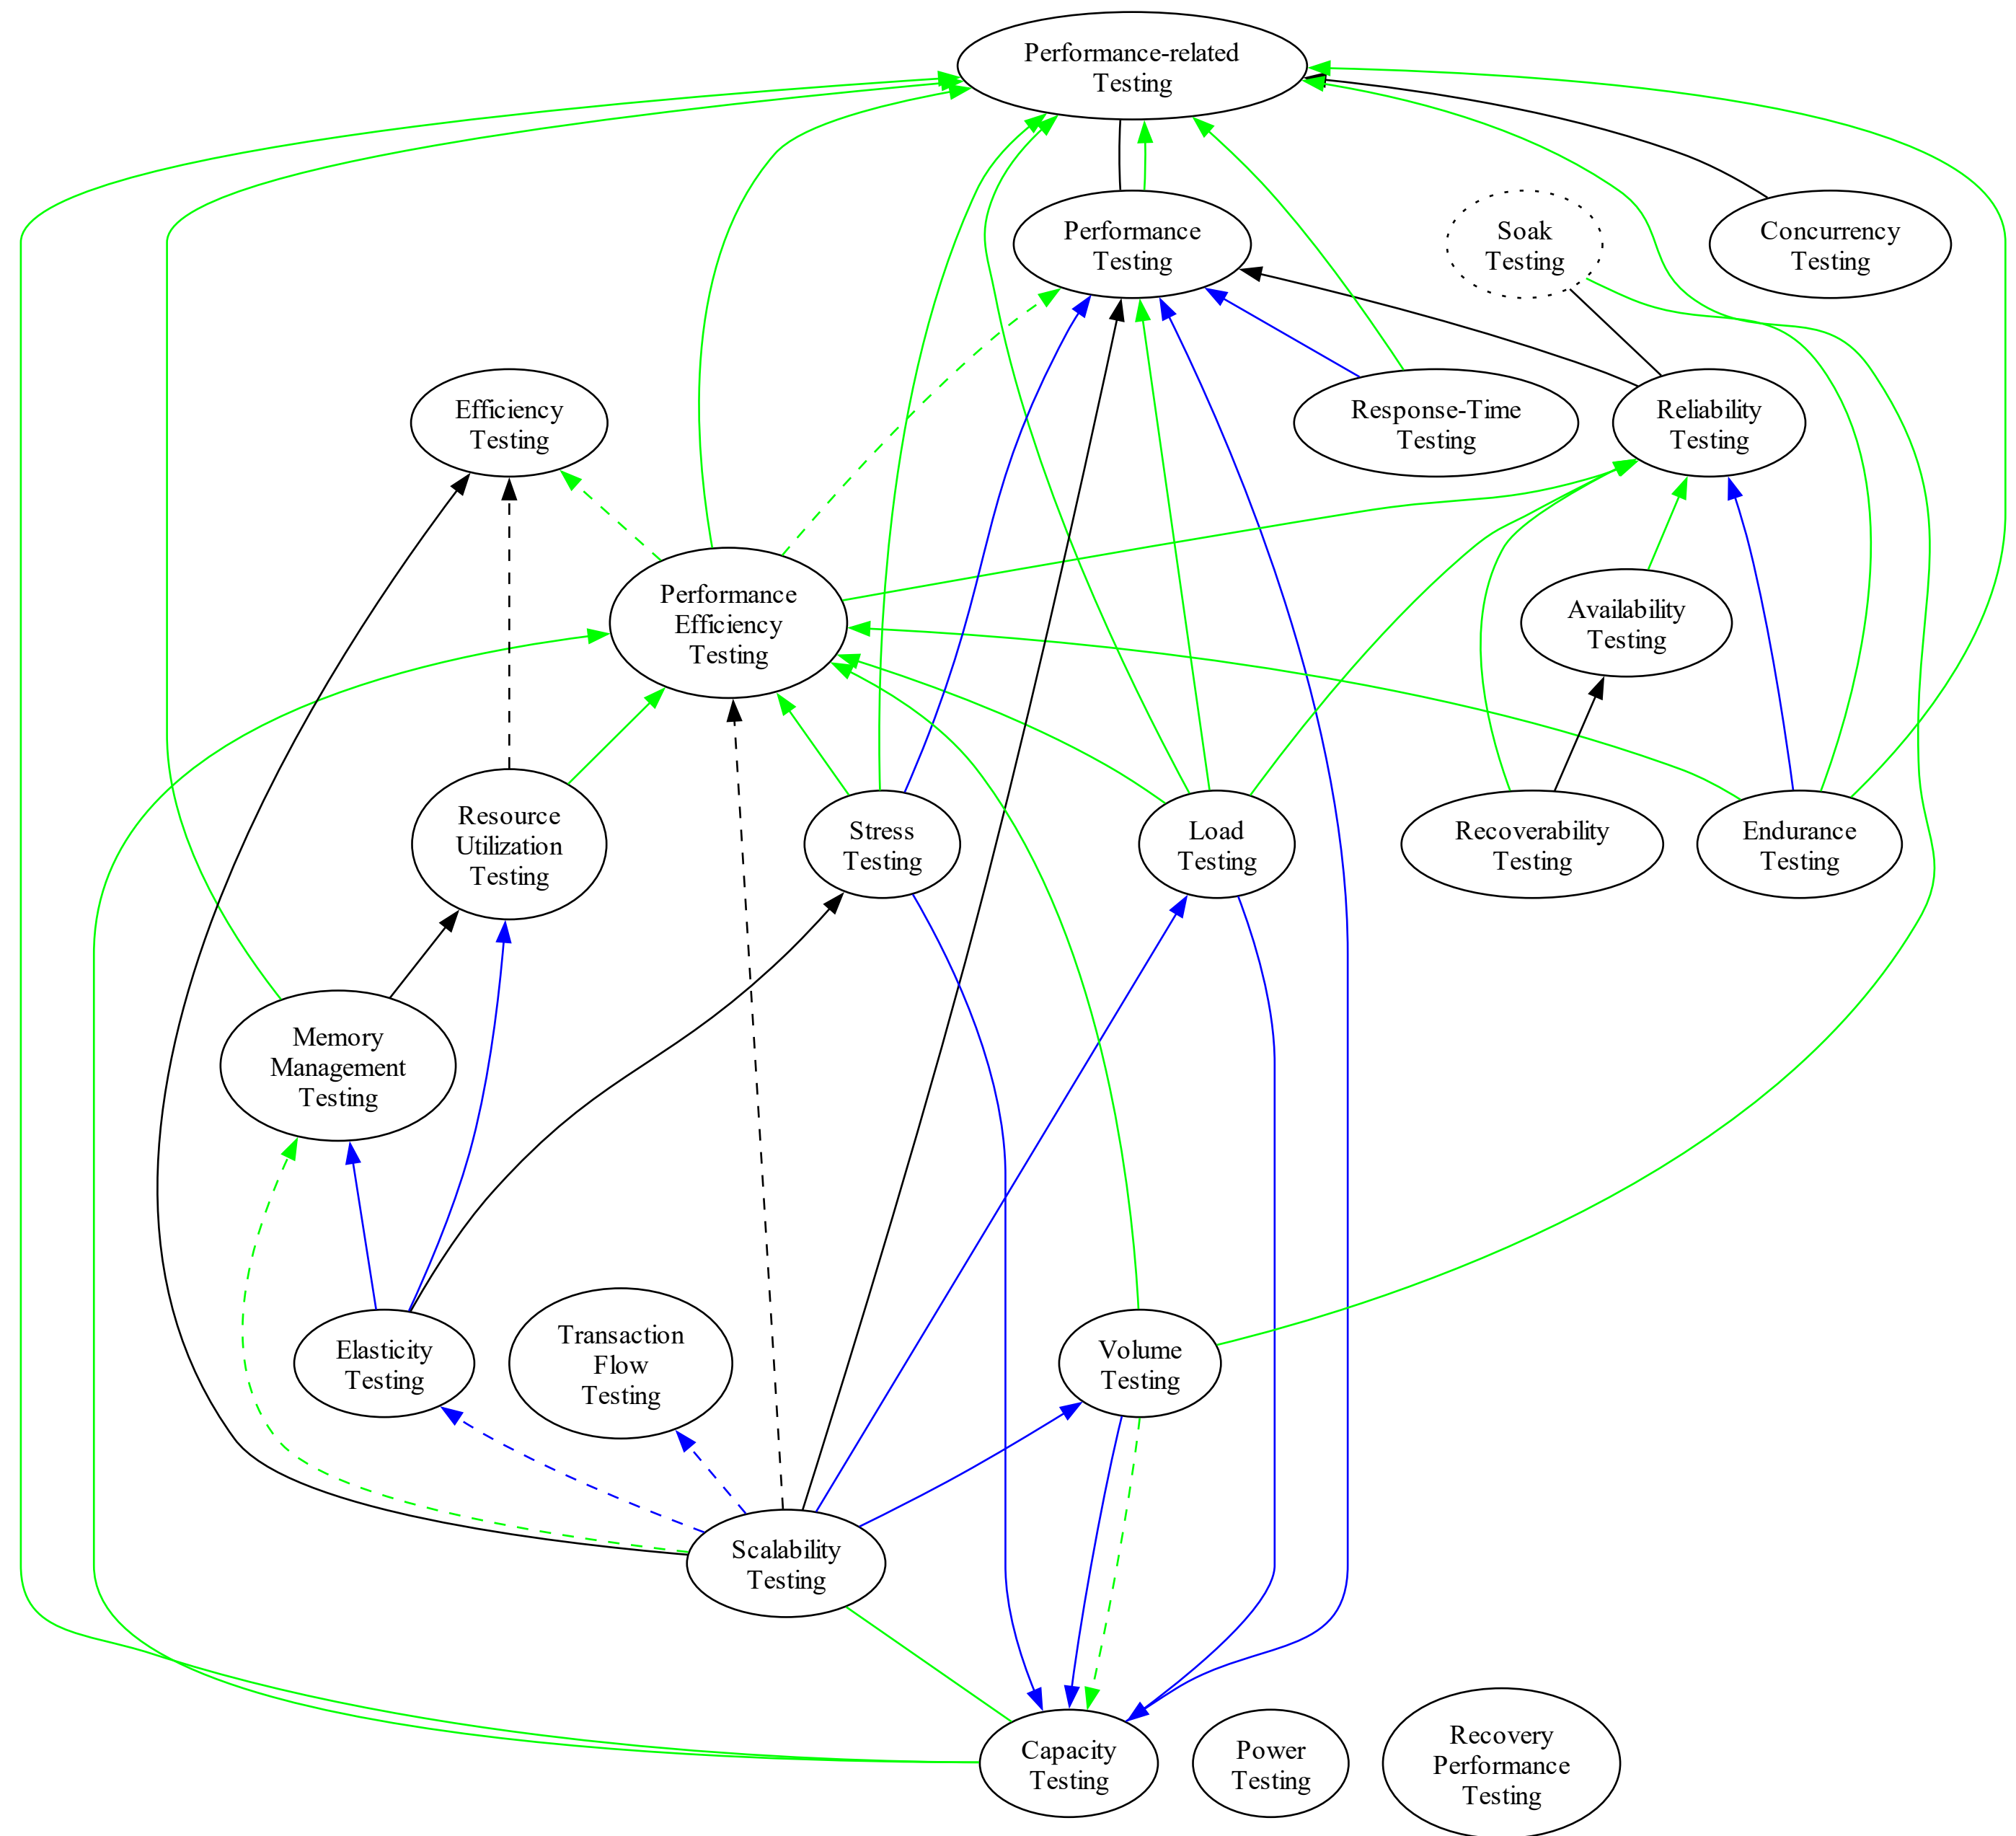 Performance-related
Testing
Performance
Testing
Soak
Testing
Concurrency
Testing
Efficiency
Testing
Response-Time
Testing
Reliability
Testing
Performance
Efficiency
Testing
Availability
Testing
Resource
Utilization
Testing
Stress
Testing
Load
Testing
Recoverability
Testing
Endurance
Testing
Memory
Management
Testing
Elasticity
Testing
Transaction
Flow
Testing
Volume
Testing
Scalability
Testing
Capacity
Testing
Power
Testing
Recovery
Performance
Testing